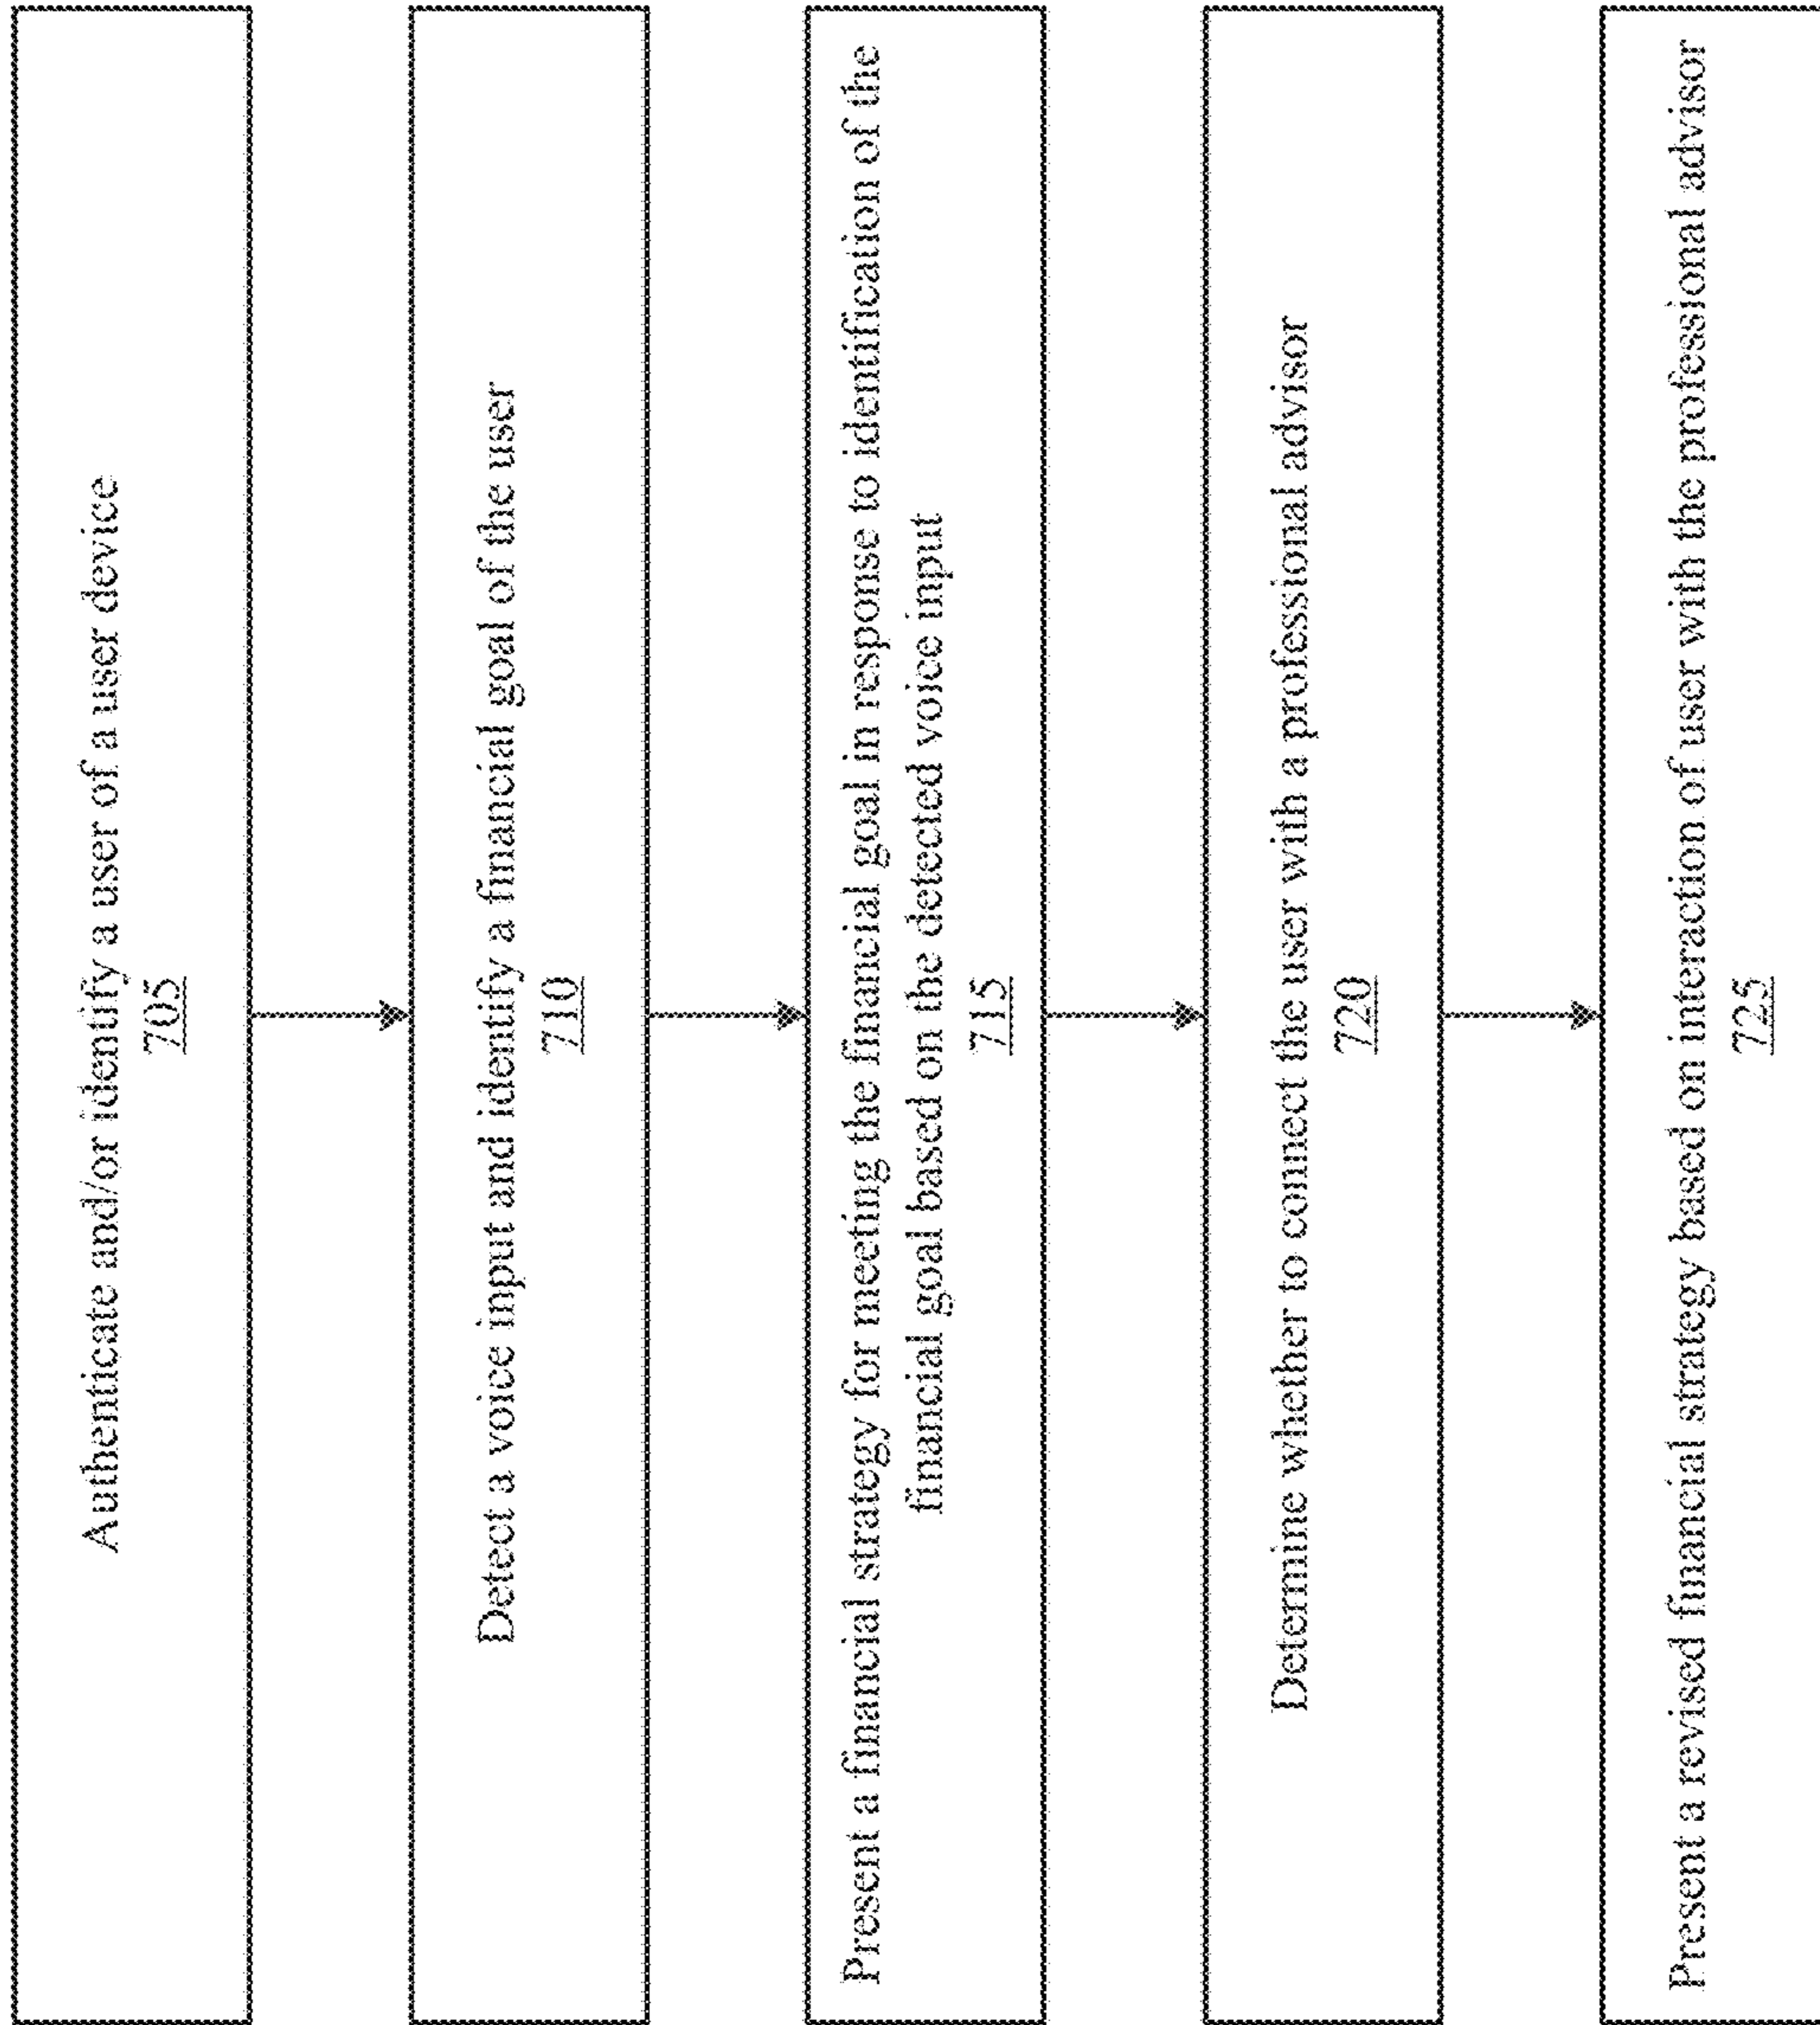 Authenticate and/or identify a user of a user device
705
Detect a voice input and identify a financial goal of the user
710
Present a financial strategy for meeting the financial goal in response to identification of the
financial goal based on the detected voice input
715
Determine whether to connect the user with a professional advisor
720
Present a revised financial strategy based on interaction of user with the professional advisor
725